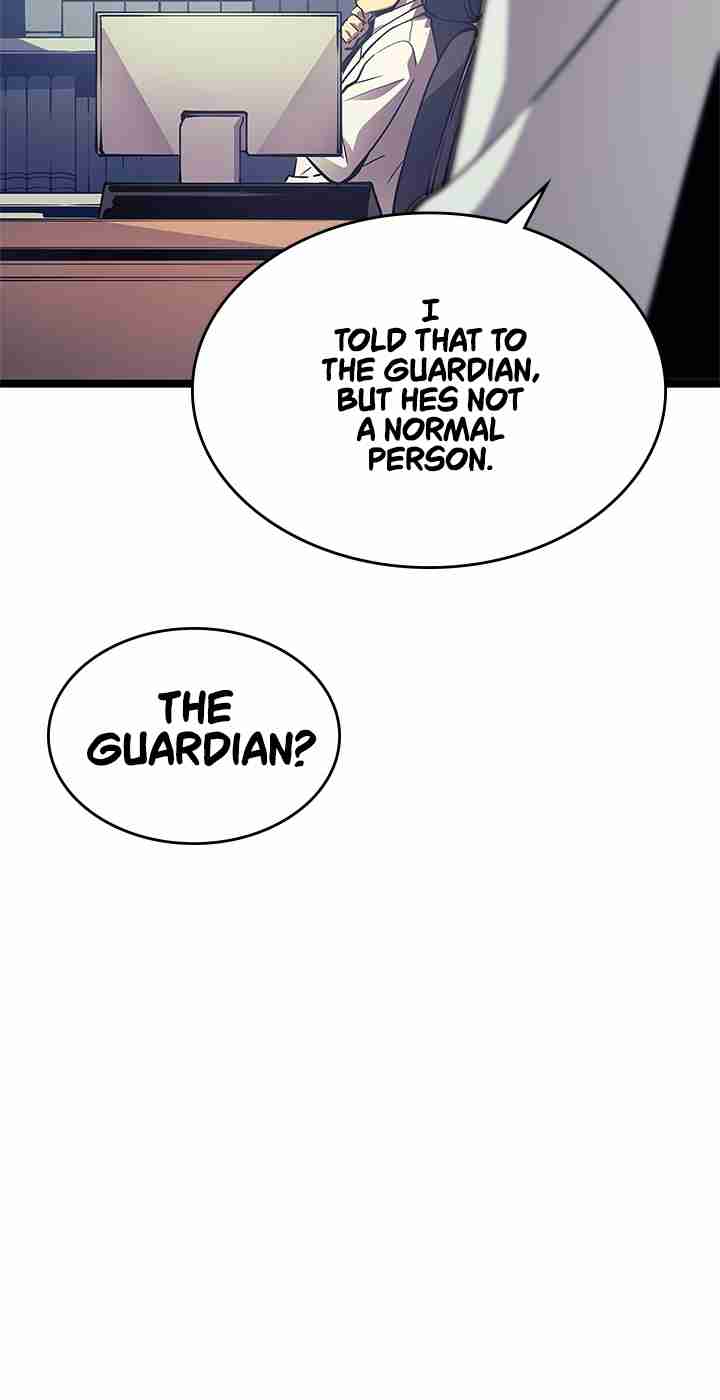 I
TOLD THAT TO
THE GUARDIAN,
BUT HES NOT
A NORMAL
PERSON.
THE
GUARDIAN?